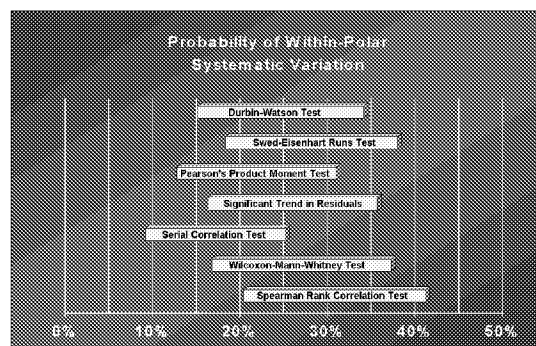 Probability of Within-Polar
Systematic Variation
Durbin-Watson Test
Swed-Eisenhart Runs Test
Pearson's Product Moment Test
Significant Trend in Residuals
Serial Correlation Test
Wilcoxon-Mann-Whitney Test
Spearman Rank Correlation Test
0% 10% 20% 30% 40% 50%